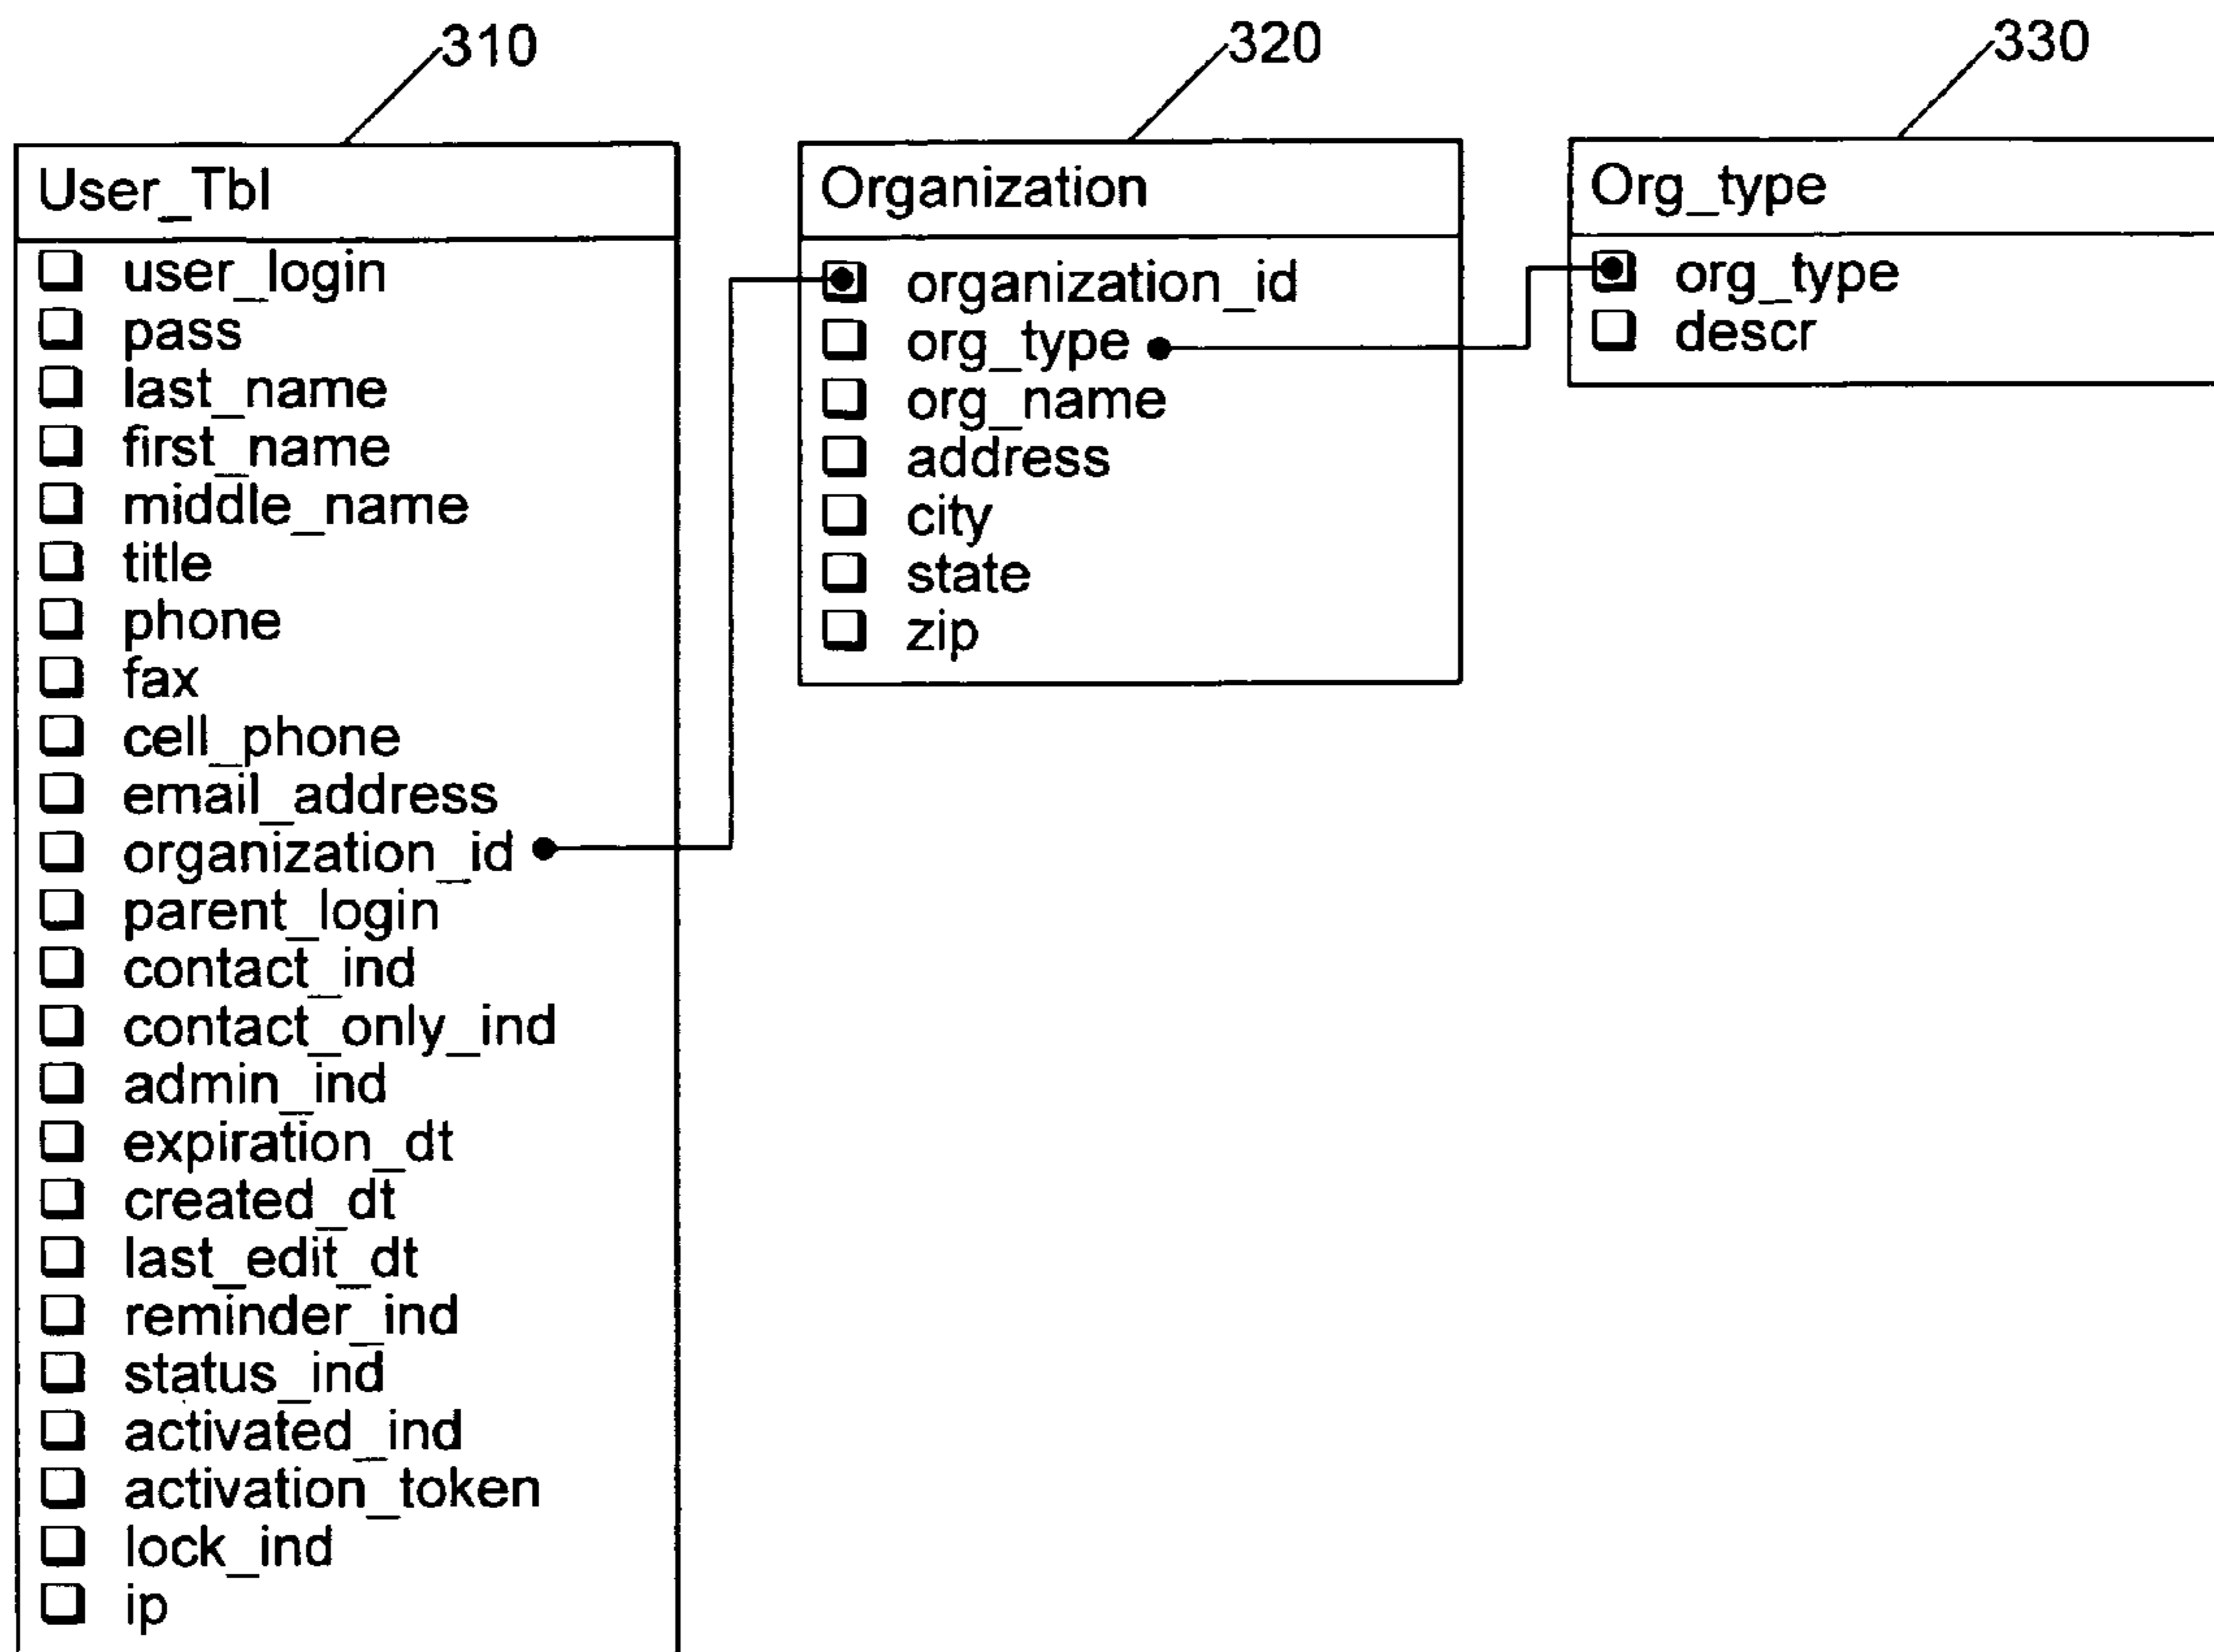 310
320
330
User_Tbl
user_login
pass
last_name
first_name
middle_name
title
phone
fax
cell_phone
email_address
organization_id
parent_login
contact_ind
contact_only_ind
admin_ind
expiration_dt
created_dt
last_edit_dt
reminder_ind
status_ind
activated_ind
activation_token
lock_ind
ip
Organization
organization_id
org_type
org_name
address
city
state
zip
Org_type
org_type
descr